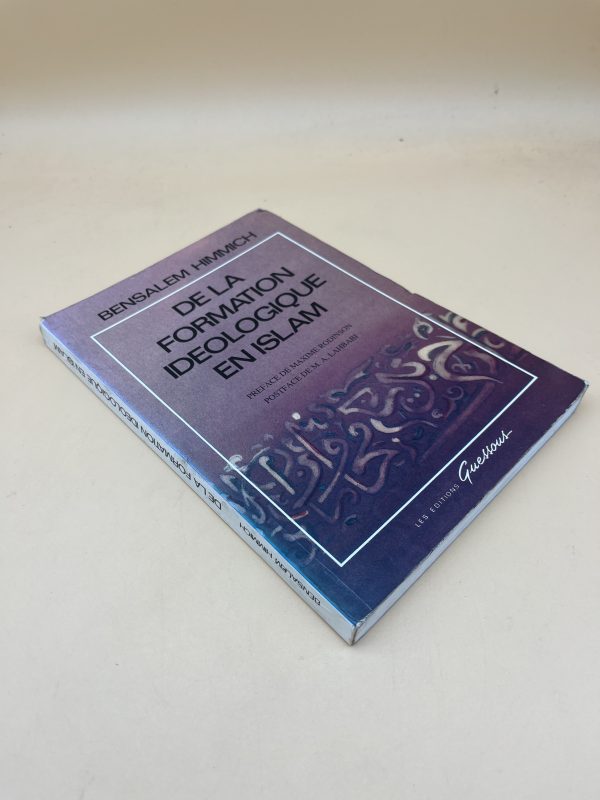 BENSALEM HIMMICH
DE LA
FORMATION
IDEOLOGIQUE
EN ISLAM
PREFACE DE MAXIME RODINSON
POSTFACE DE M. A. LAHBABI
LES EDITIONS Guessous
BENSALEM HIMMICH DE LA FORMATION IDEOLOGIQUE EN ISLAM